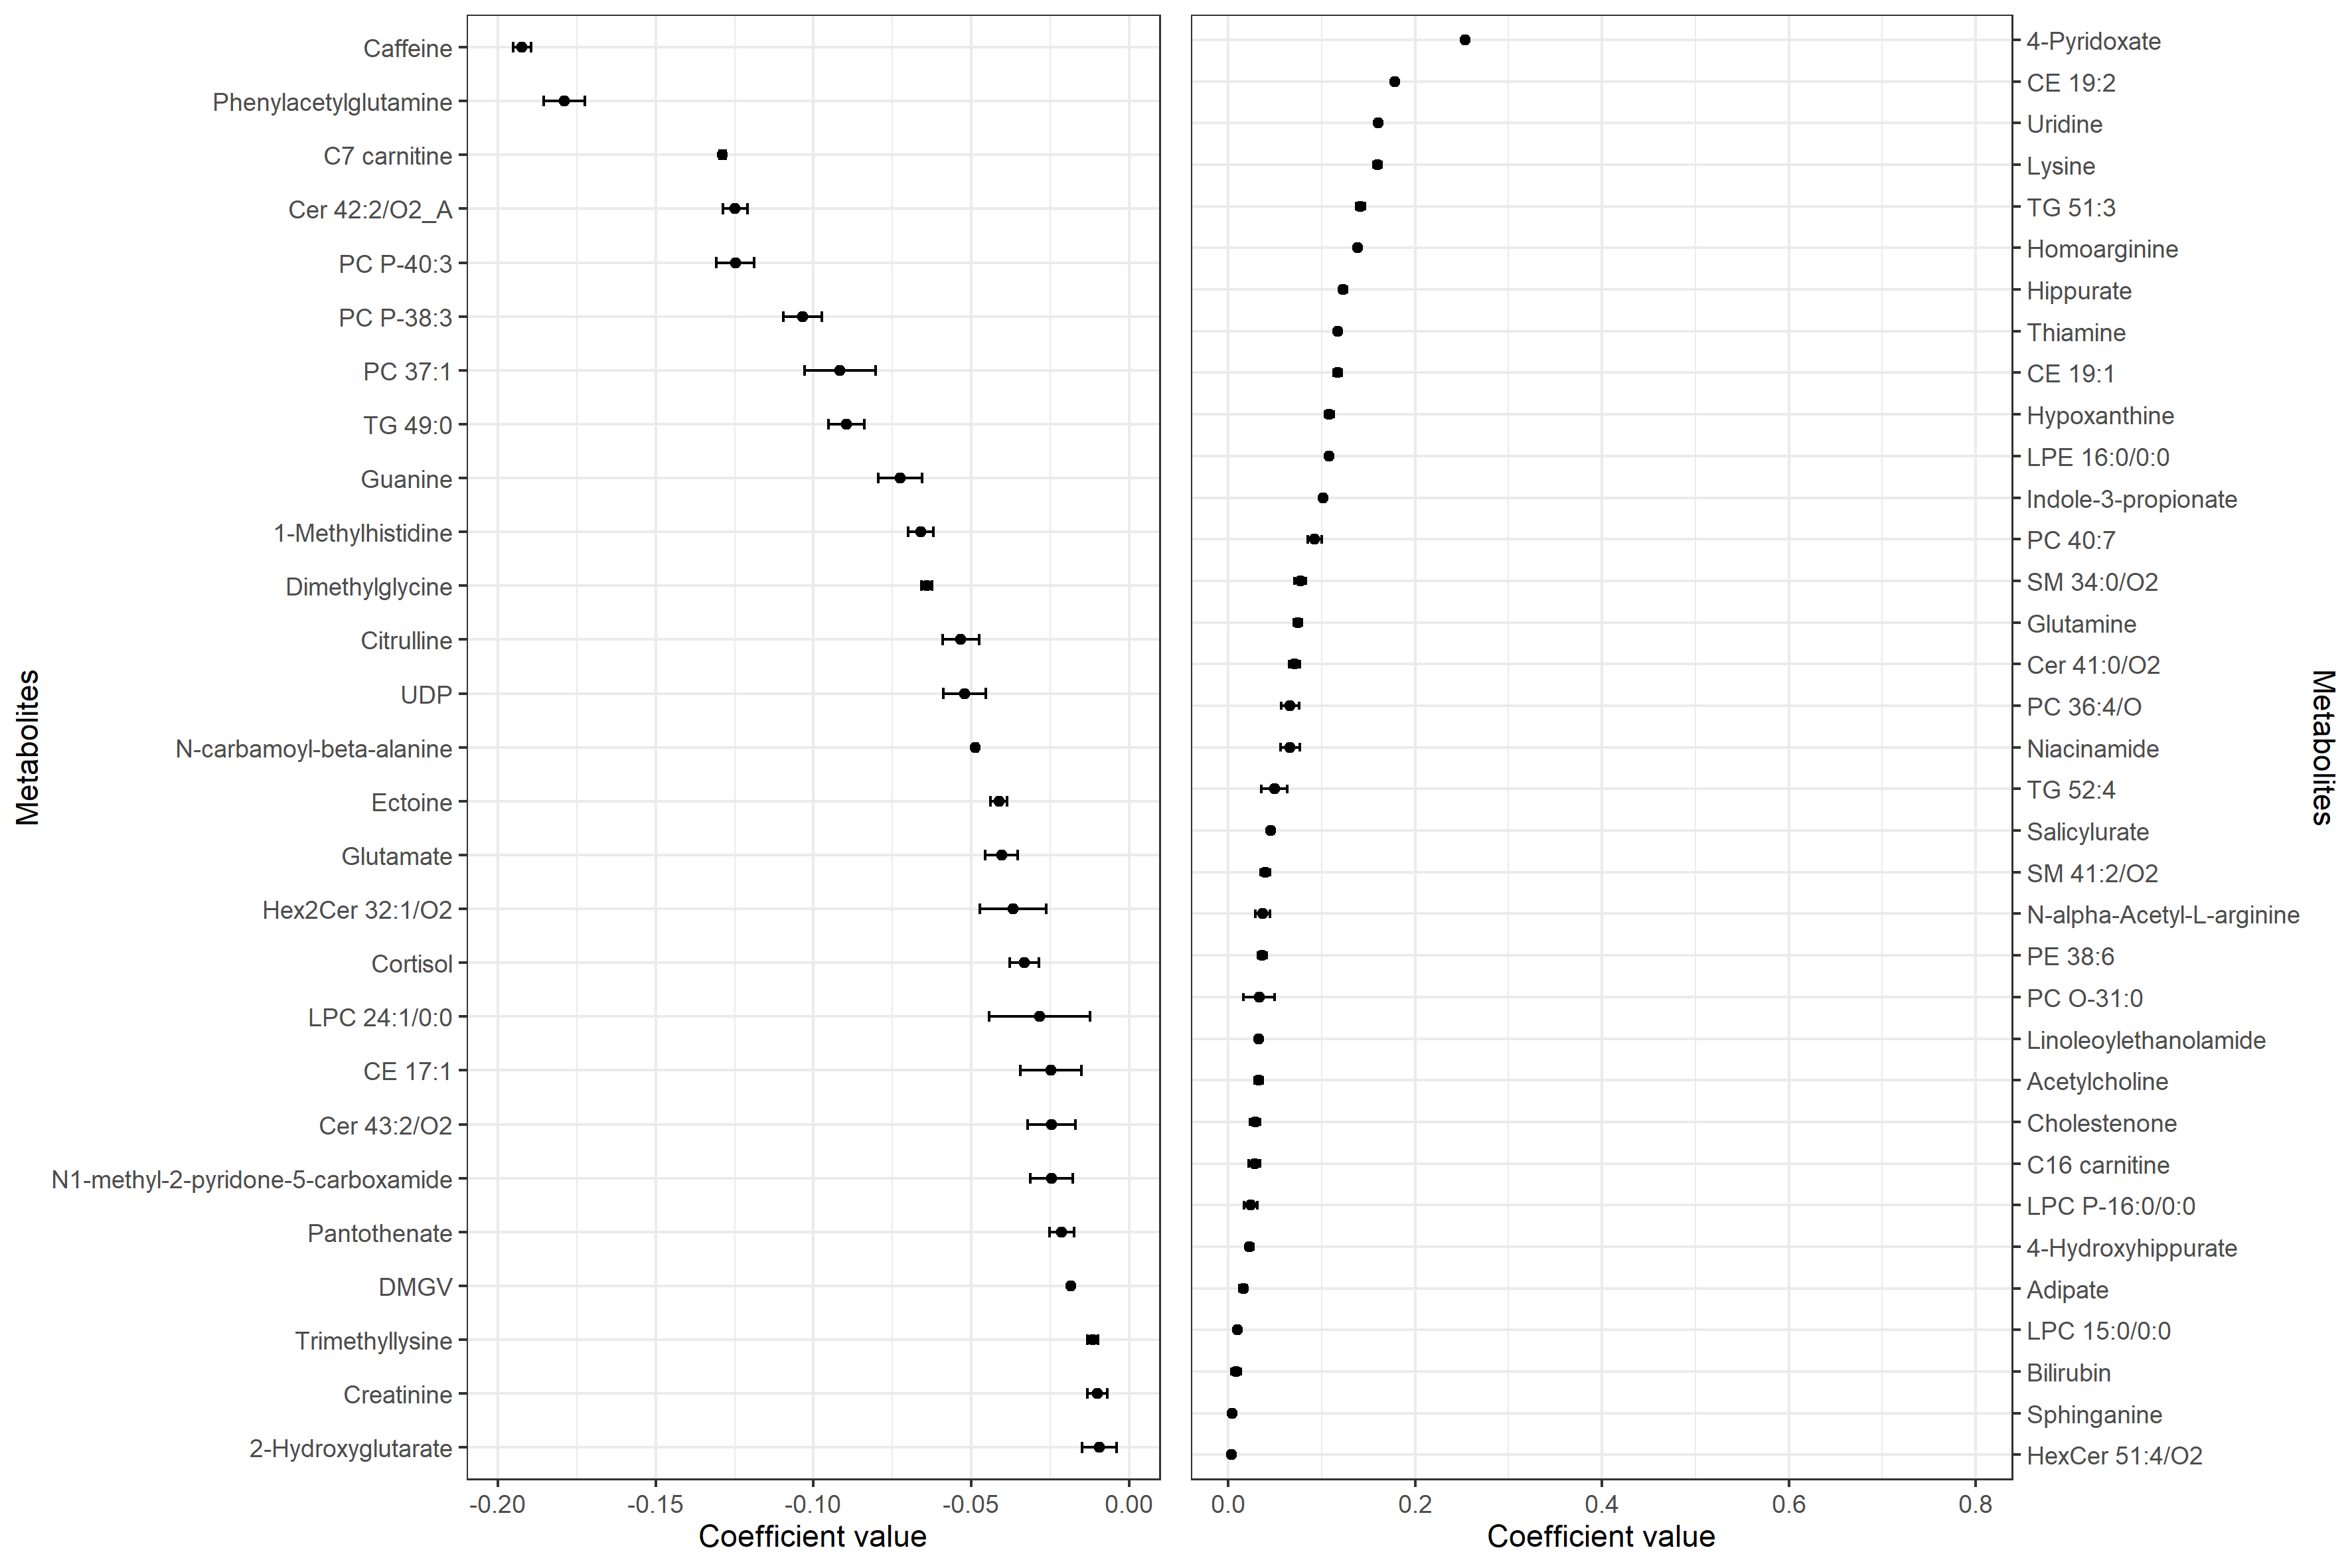 Metabolites
Caffeine
Phenylacetylglutamine
C7 carnitine
Cer 42:2/O2_A
PC P-40:3
PC P-38:3
PC 37:1
TG 49:0
Guanine
1-Methylhistidine
Dimethylglycine
Citrulline
UDP
N-carbamoyl-beta-alanine
Ectoine
Glutamate
Hex2Cer 32:1/O2
Cortisol
LPC 24:1/0:0
CE 17:1
Cer 43:2/O2
N1-methyl-2-pyridone-5-carboxamide
Pantothenate
DMGV
Trimethyllysine
Creatinine
2-Hydroxyglutarate
-0.20 -0.15 -0.10 -0.05 0.00
Coefficient value
4-Pyridoxate
CE 19:2
Uridine
Lysine
TG 51:3
Homoarginine
Hippurate
Thiamine
CE 19:1
Hypoxanthine
LPE 16:0/0:0
Indole-3-propionate
PC 40:7
SM 34:0/O2
Glutamine
Cer 41:0/O2
PC 36:4/O
Niacinamide
TG 52:4
Salicylurate
SM 41:2/O2
N-alpha-Acetyl-L-arginine
PE 38:6
PC O-31:0
Linoleoylethanolamide
Acetylcholine
Cholestenone
C16 carnitine
LPC P-16:0/0:0
4-Hydroxyhippurate
Adipate
LPC 15:0/0:0
Bilirubin
Sphinganine
HexCer 51:4/O2
0.0 0.2 0.4 0.6 0.8
Coefficient value
Metabolites